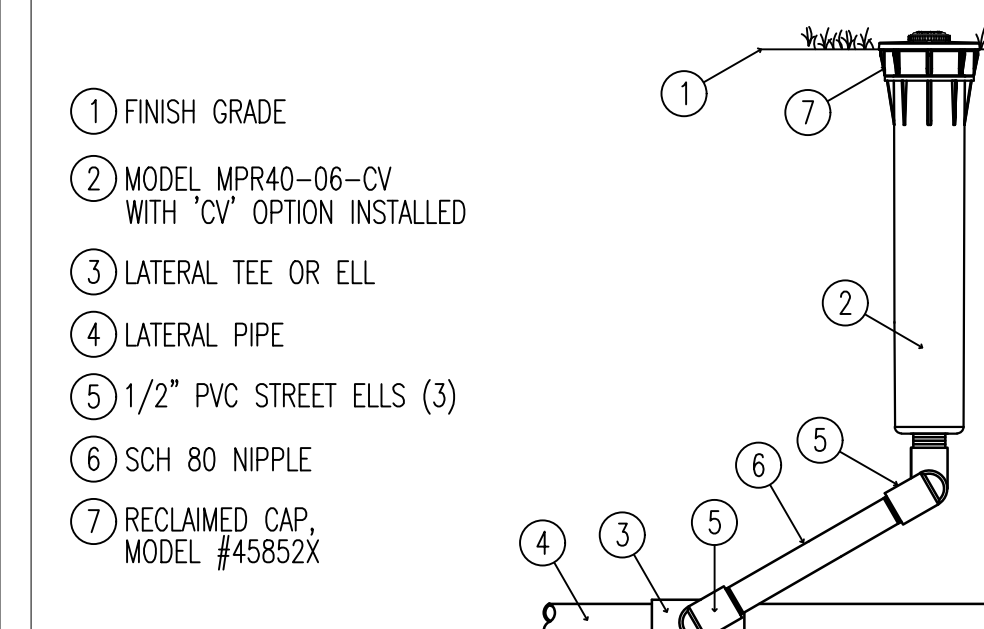 1 FINISH GRADE
2 MODEL MPR40-06-CV
WITH 'CV' OPTION INSTALLED
3 LATERAL TEE OR ELL
4 LATERAL PIPE
5 1/2" PVC STREET ELLS (3)
6 SCH 80 NIPPLE
7 RECLAIMED CAP,
MODEL #45852X
1
7
2
5
6
5
3
4